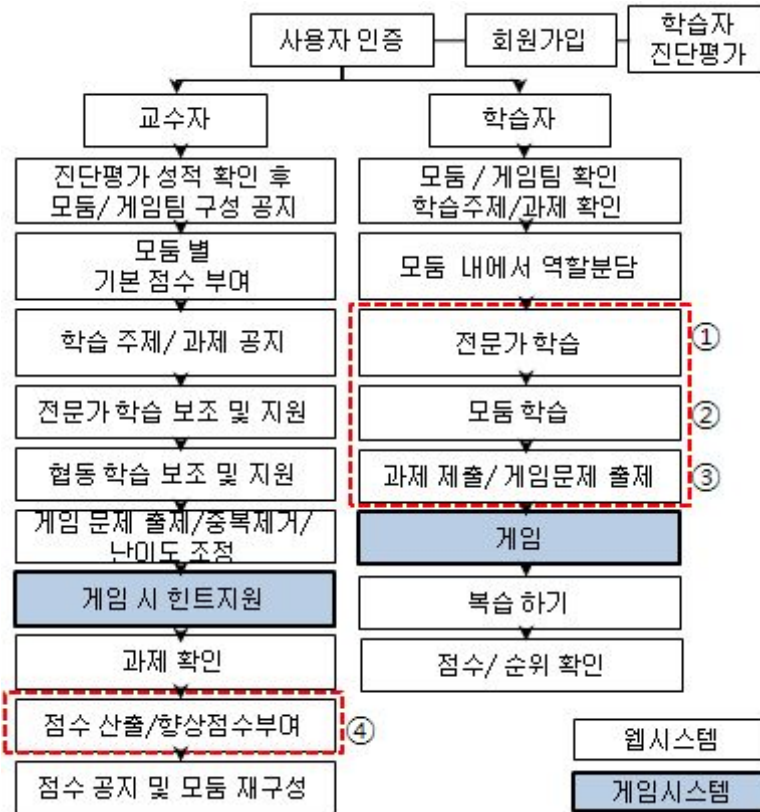 사용자 인증
회원가입
학습자
진단평가
교수자
학습자
진단평가 성적 확인 후
모둠/ 게임팀 구성 공지
모둠 별
기본 점수 부여
학습 주제/ 과제 공지
전문가 학습 보조 및 지원
협동 학습 보조 및 지원
게임 문제 출제/중복제거/
난이도 조정
게임 시 힌트지원
과제 확인
점수 산출/향상점수부여
④
점수 공지 및 모둠 재구성
모둠 / 게임팀 확인
학습주제/과제 확인
모둠 내에서 역할분담
전문가 학습
①
모둠 학습
②
과제 제출/ 게임문제 출제
③
게임
복습 하기
점수/ 순위 확인
웹시스템
게임시스템